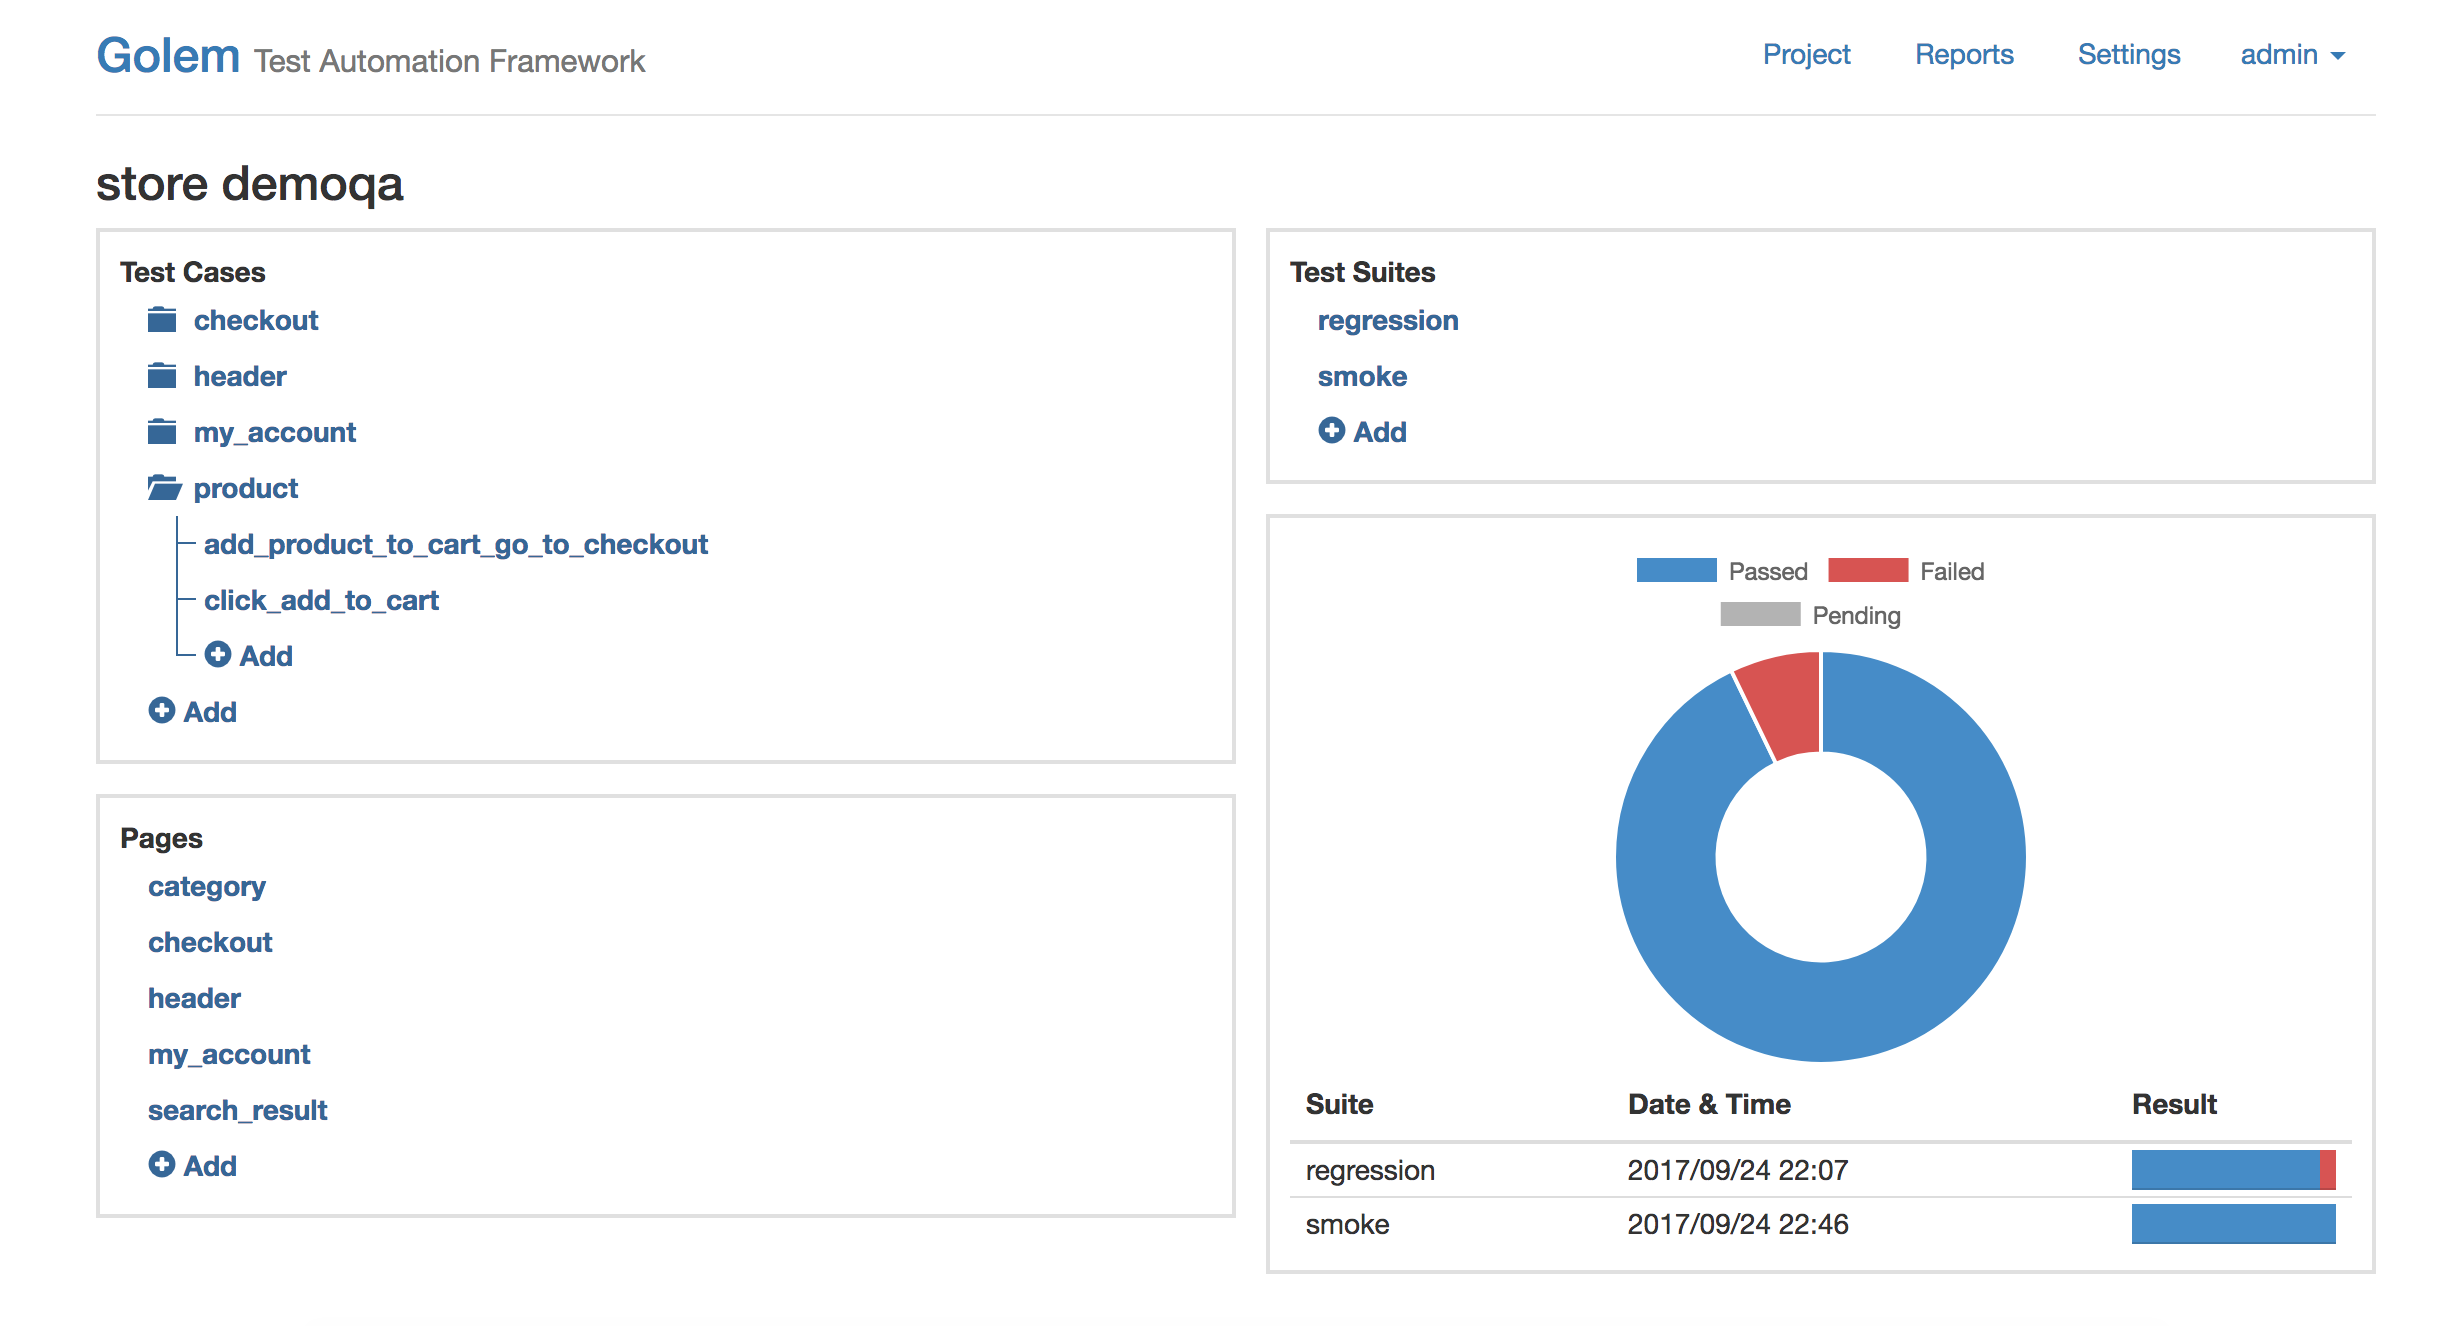 Golem Test Automation Framework
Project Reports Settings admin
store demoqa
Test Cases
checkout
header
my_account
product
add_product_to_cart_go_to_checkout
click_add_to_cart
Add
Add
Pages
category
checkout
header
my_account
search_result
Add
Test Suites
regression
smoke
Add
Passed Failed
Pending
Suite Date & Time Result
regression 2017/09/24 22:07
smoke 2017/09/24 22:46